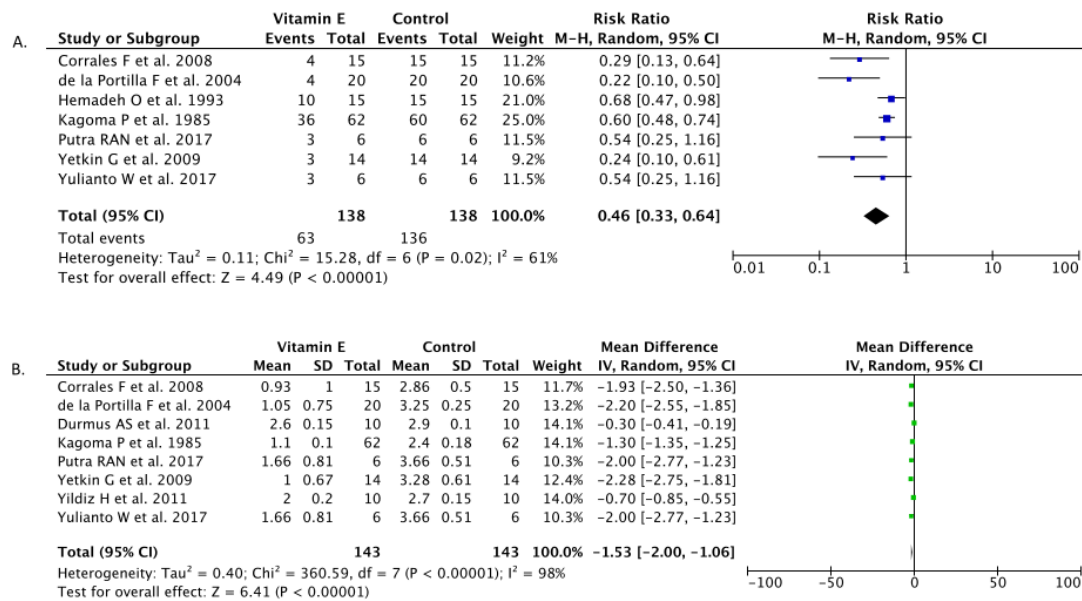 Vitamin E Control Risk Ratio Risk Ratio
A. Study or Subgroup Events Total Events Total Weight M-H, Random, 95% CI M-H, Random, 95% CI
Corrales F et al. 2008 4 15 15 15 11.2% 0.29 [0.13, 0.64]
de la Portilla F et al. 2004 4 20 20 20 10.6% 0.22 [0.10, 0.50]
Hemadeh O et al. 1993 10 15 15 15 21.0% 0.68 [0.47, 0.98]
Kagoma P et al. 1985 36 62 60 62 25.0% 0.60 [0.48, 0.74]
Putra RAN et al. 2017 3 6 6 6 11.5% 0.54 [0.25, 1.16]
Yetkin G et al. 2009 3 14 14 14 9.2% 0.24 [0.10, 0.61]
Yulianto W et al. 2017 3 6 6 6 11.5% 0.54 [0.25, 1.16]
Total (95% CI) 138 138 100.0% 0.46 [0.33, 0.64]
Total events 63 136
Heterogeneity: Tau² = 0.11; Chi² = 15.28, df = 6 (P = 0.02); I² = 61%
Test for overall effect: Z = 4.49 (P < 0.00001)
0.01 0.1 1 10 100
Vitamin E Control Mean Difference Mean Difference
B. Study or Subgroup Mean SD Total Mean SD Total Weight IV, Random, 95% CI IV, Random, 95% CI
Corrales F et al. 2008 0.93 1 15 2.86 0.5 15 11.7% -1.93 [-2.50, -1.36]
de la Portilla F et al. 2004 1.05 0.75 20 3.25 0.25 20 13.2% -2.20 [-2.55, -1.85]
Durmus AS et al. 2011 2.6 0.15 10 2.9 0.1 10 14.1% -0.30 [-0.41, -0.19]
Kagoma P et al. 1985 1.1 0.1 62 2.4 0.18 62 14.1% -1.30 [-1.35, -1.25]
Putra RAN et al. 2017 1.66 0.81 6 3.66 0.51 6 10.3% -2.00 [-2.77, -1.23]
Yetkin G et al. 2009 1 0.67 14 3.28 0.61 14 12.4% -2.28 [-2.75, -1.81]
Yildiz H et al. 2011 2 0.2 10 2.7 0.15 10 14.0% -0.70 [-0.85, -0.55]
Yulianto W et al. 2017 1.66 0.81 6 3.66 0.51 6 10.3% -2.00 [-2.77, -1.23]
Total (95% CI) 143 143 100.0% -1.53 [-2.00, -1.06]
Heterogeneity: Tau² = 0.40; Chi² = 360.59, df = 7 (P < 0.00001); I² = 98%
Test for overall effect: Z = 6.41 (P < 0.00001)
-100 -50 0 50 100